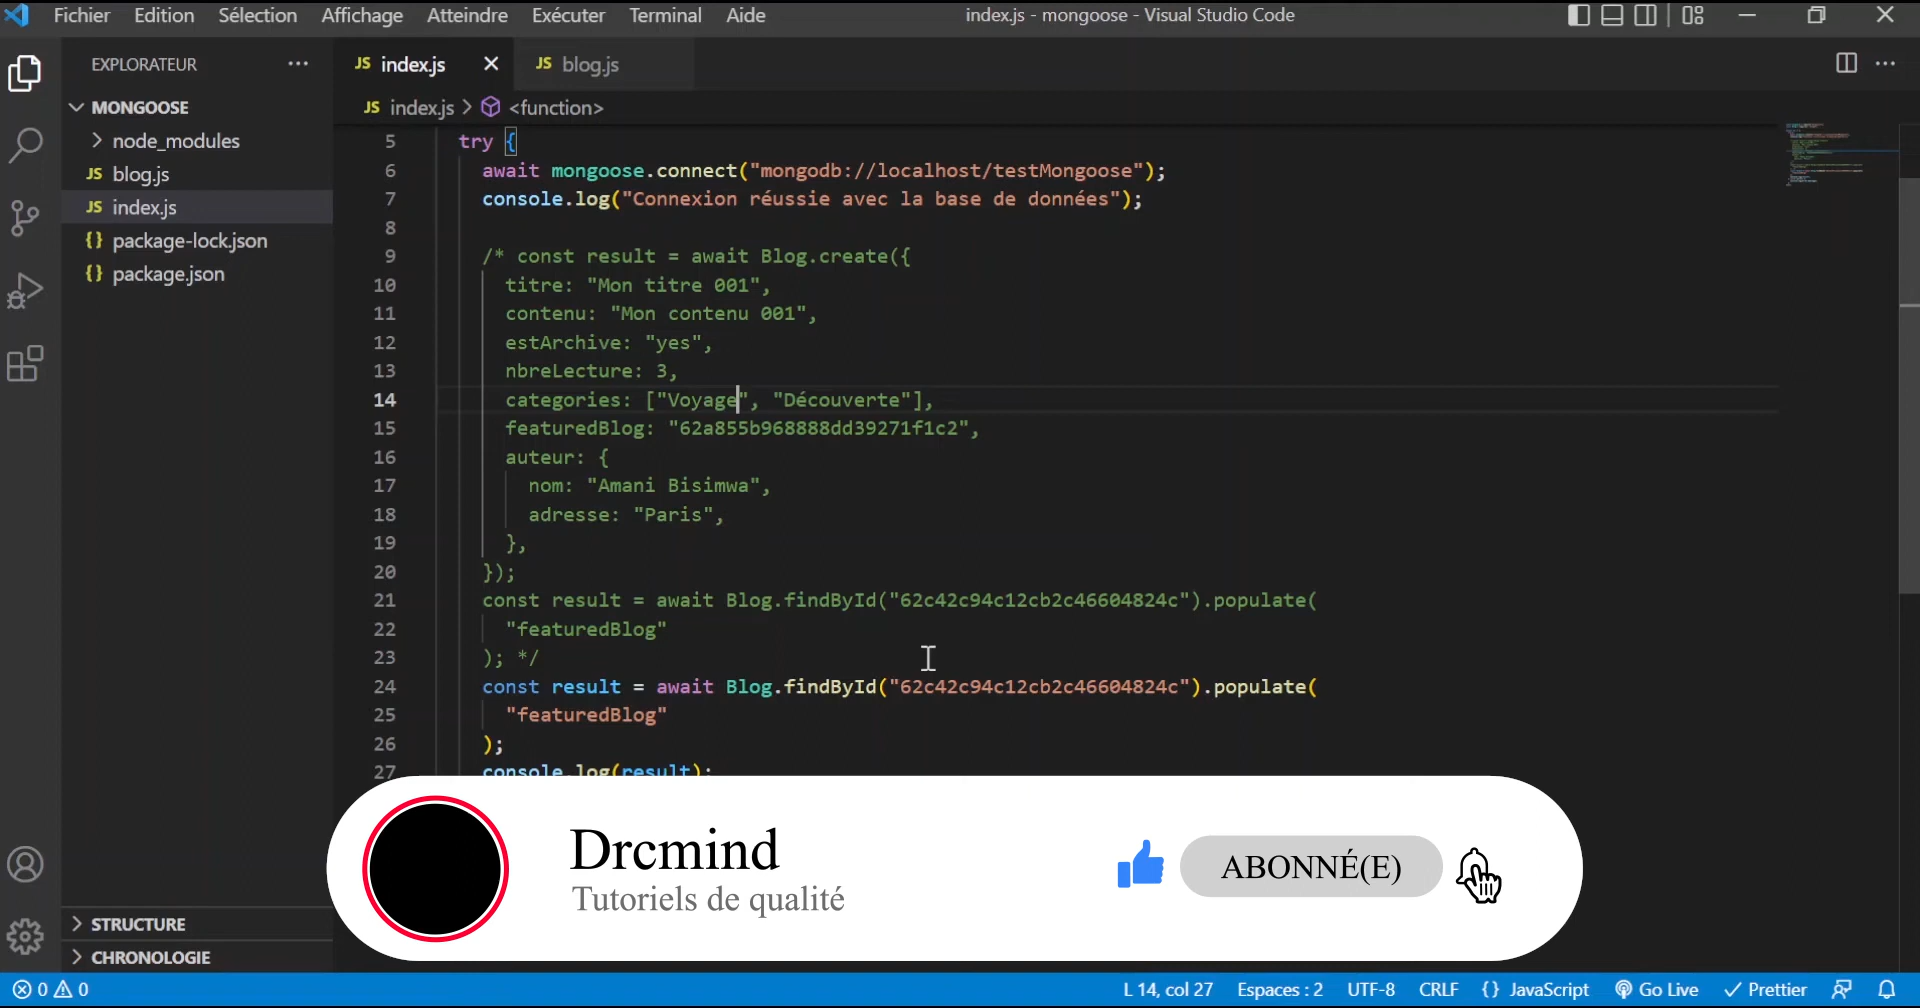 Fichier Edition Sélection Affichage Atteindre Exécuter Terminal Aide index.js - mongoose - Visual Studio Code
EXPLORATEUR
MONGOOSE
node_modules
JS blog.js
JS index.js
{} package-lock.json
{} package.json
STRUCTURE
CHRONOLOGIE
JS index.js JS blog.js
JS index.js > <function>
5 try {
6 await mongoose.connect("mongodb://localhost/testMongoose");
7 console.log("Connexion réussie avec la base de données");
8
9 /* const result = await Blog.create({
10 titre: "Mon titre 001",
11 contenu: "Mon contenu 001",
12 estArchive: "yes",
13 nbreLecture: 3,
14 categories: ["Voyage", "Découverte"],
15 featuredBlog: "62a855b968888dd39271f1c2",
16 auteur: {
17 nom: "Amani Bisimwa",
18 adresse: "Paris",
19 },
20 });
21 const result = await Blog.findById("62c42c94c12cb2c46604824c").populate(
22 "featuredBlog"
23 ); */
24 const result = await Blog.findById("62c42c94c12cb2c46604824c").populate(
25 "featuredBlog"
26 );
27 console.log(result);
Drcmind
Tutoriels de qualité
ABONNÉ(E)
0 0 L 14, col 27 Espaces : 2 UTF-8 CRLF {} JavaScript Go Live Prettier